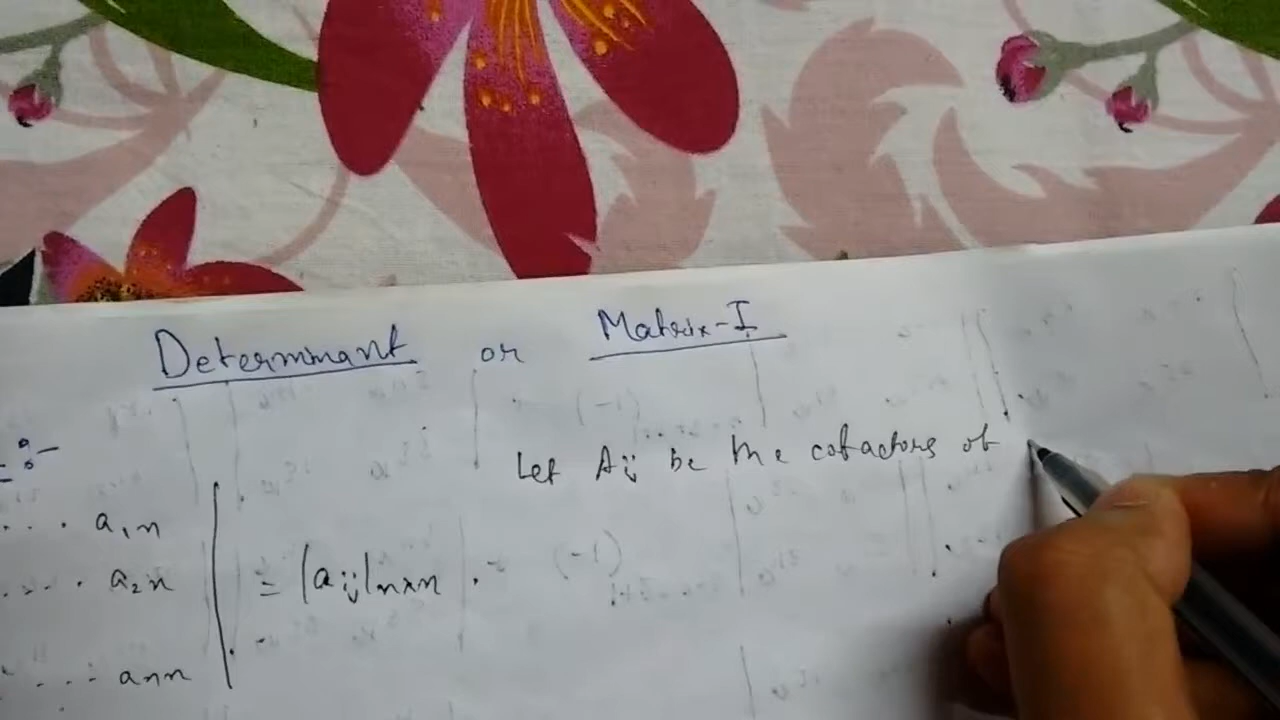 Determinant or Matrix-I
Let Aij be the cofactors of
. . . a1n
. . . . a2n = |aij|n×n .
. . . . ann